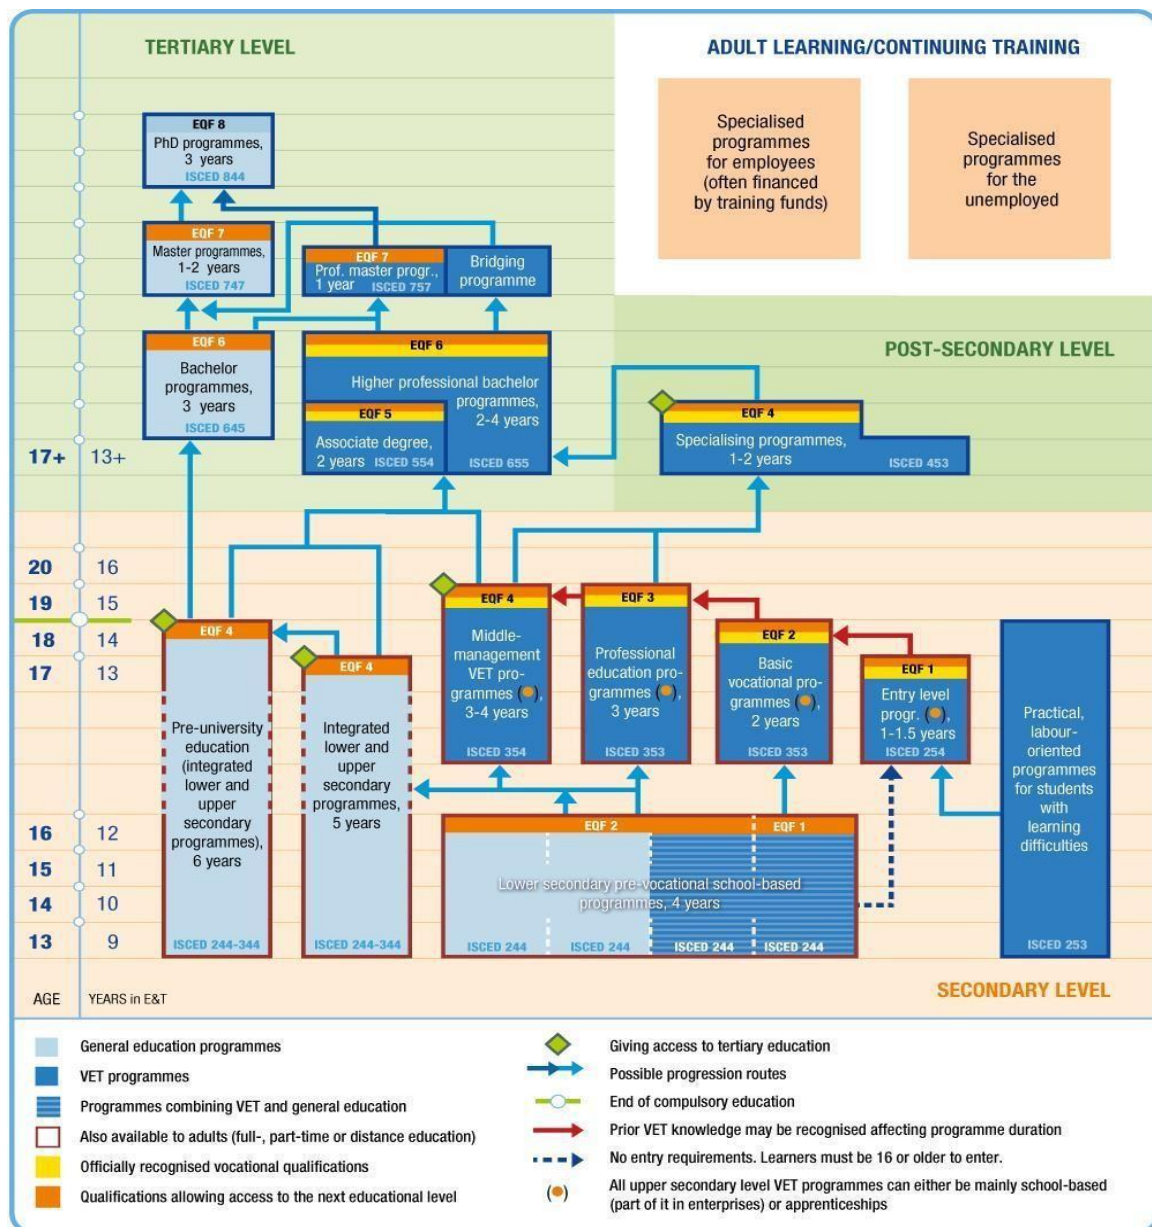 TERTIARY LEVEL
ADULT LEARNING/CONTINUING TRAINING
Specialised
programmes
for employees
(often financed
by training funds)
Specialised
programmes
for the
unemployed
EQF 8
PhD programmes,
3 years
ISCED 844
EQF 7
Master programmes,
1-2 years
ISCED 747
EQF 7
Prof. master progr.,
1 year ISCED 757
Bridging
programme
POST-SECONDARY LEVEL
EQF 6
Bachelor
programmes,
3 years
ISCED 645
EQF 6
Higher professional bachelor
programmes,
2-4 years
ISCED 655
EQF 5
Associate degree,
2 years ISCED 554
EQF 4
Specialising programmes,
1-2 years
ISCED 453
17+ 13+
20 16
19 15
18 14
17 13
16 12
15 11
14 10
13 9
AGE YEARS in E&T
EQF 4
Pre-university
education
(integrated
lower and
upper
secondary
programmes),
6 years
ISCED 244-344
EQF 4
Integrated
lower and
upper
secondary
programmes,
5 years
ISCED 244-344
EQF 4
Middle-
management
VET pro-
grammes ( ),
3-4 years
ISCED 354
EQF 3
Professional
education pro-
grammes ( ),
3 years
ISCED 353
EQF 2
Basic
vocational pro-
grammes ( ),
2 years
ISCED 353
EQF 1
Entry level
progr. ( ),
1-1.5 years
ISCED 254
Practical,
labour-
oriented
programmes
for students
with
learning
difficulties
ISCED 253
EQF 2 EQF 1
Lower secondary pre-vocational school-based
programmes, 4 years
ISCED 244 ISCED 244 ISCED 244 ISCED 244
SECONDARY LEVEL
General education programmes
VET programmes
Programmes combining VET and general education
Also available to adults (full-, part-time or distance education)
Officially recognised vocational qualifications
Qualifications allowing access to the next educational level
Giving access to tertiary education
Possible progression routes
End of compulsory education
Prior VET knowledge may be recognised affecting programme duration
No entry requirements. Learners must be 16 or older to enter.
( ) All upper secondary level VET programmes can either be mainly school-based
(part of it in enterprises) or apprenticeships